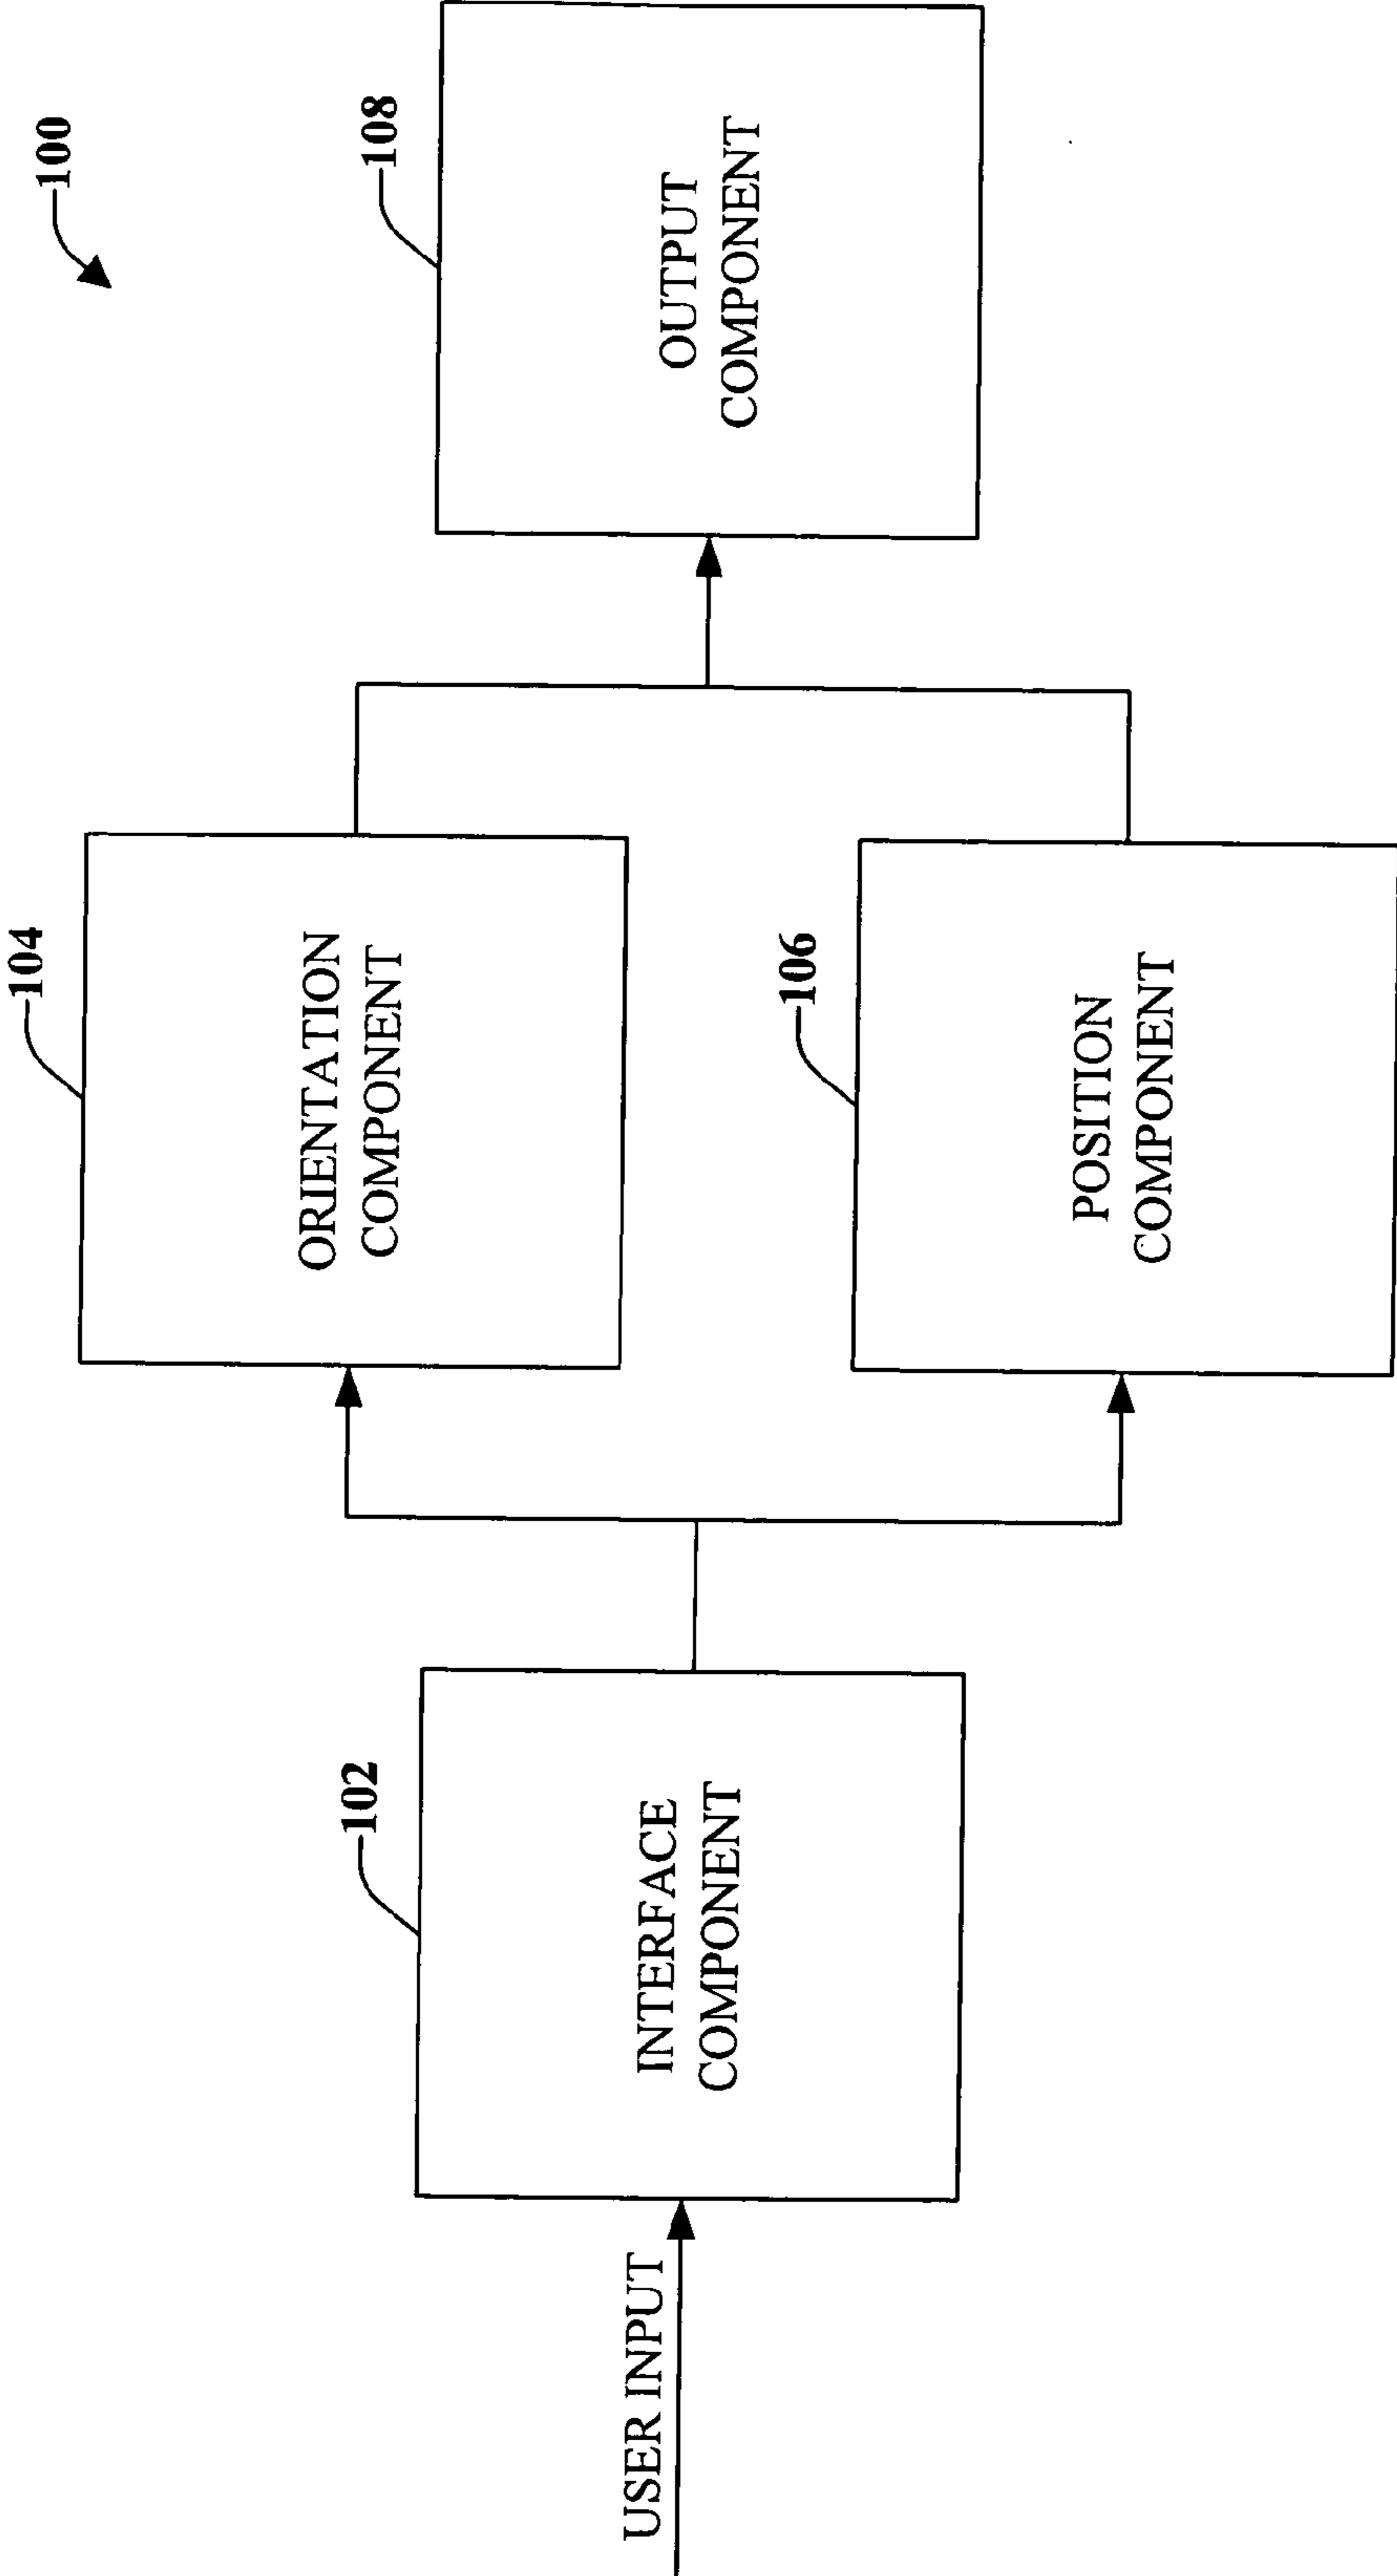 100
USER INPUT
INTERFACE
COMPONENT
102
ORIENTATION
COMPONENT
104
POSITION
COMPONENT
106
OUTPUT
COMPONENT
108